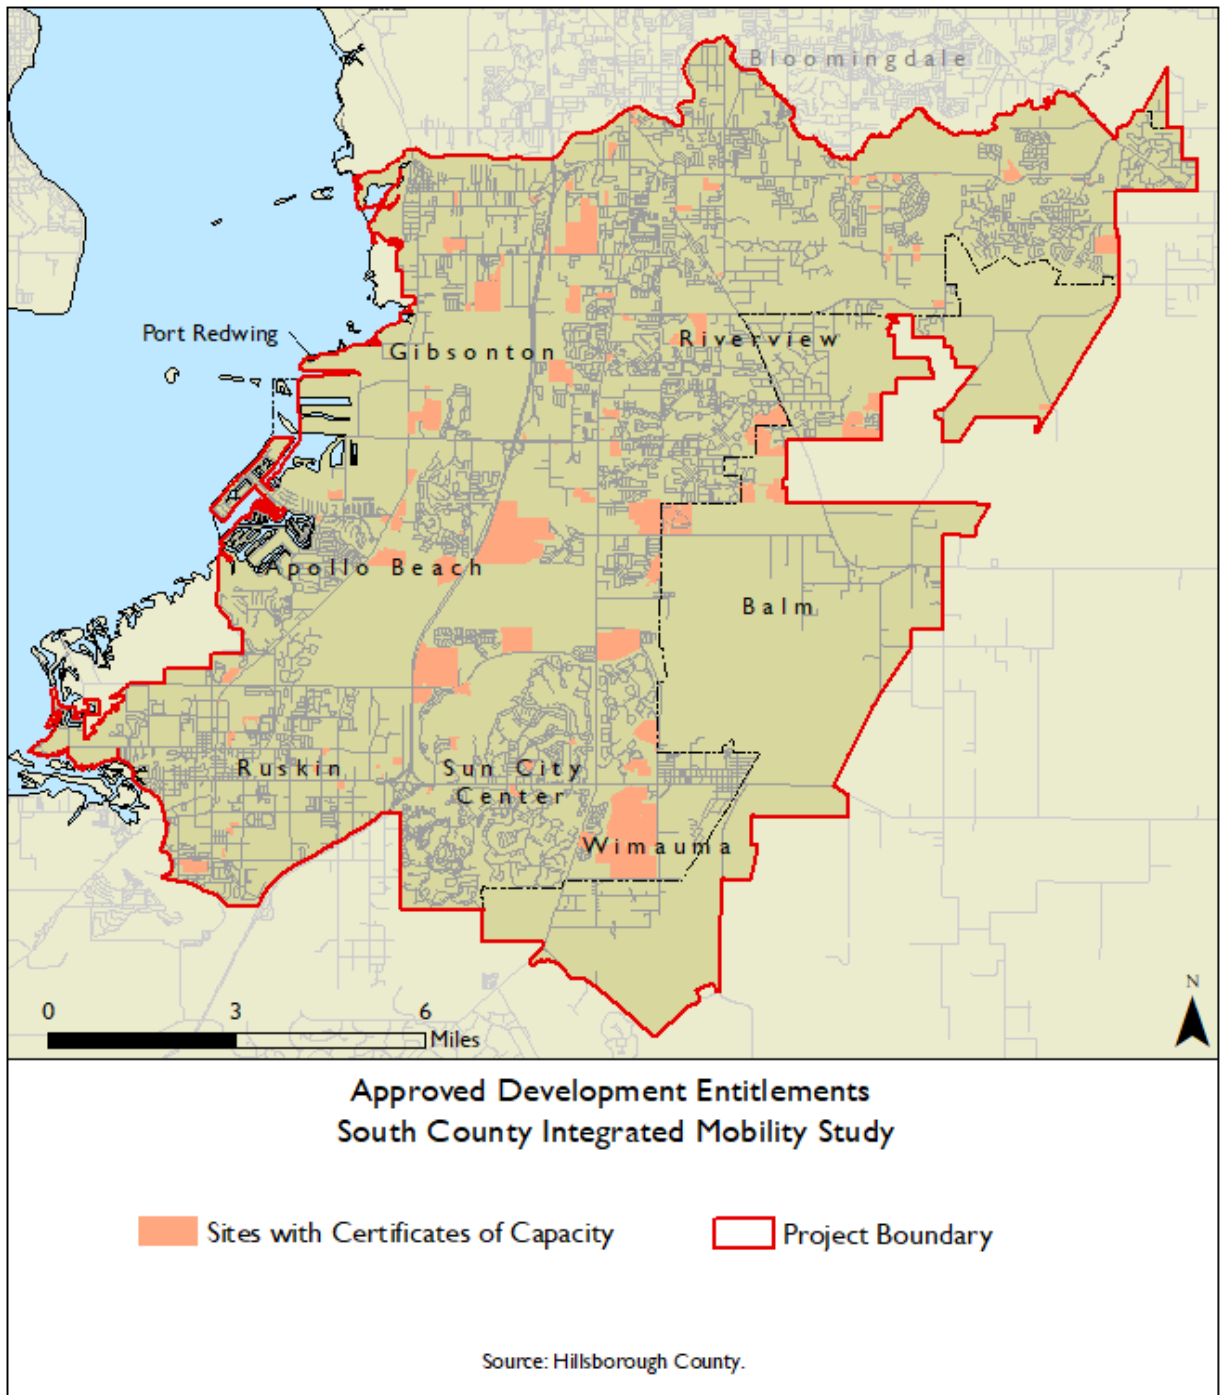 Bloomingdale
Port Redwing
Gibsonton
Riverview
Apollo Beach
Balm
Ruskin
Sun City
Center
Wimauma
N
0 3 6
Miles
Approved Development Entitlements
South County Integrated Mobility Study
Sites with Certificates of Capacity
Project Boundary
Source: Hillsborough County.